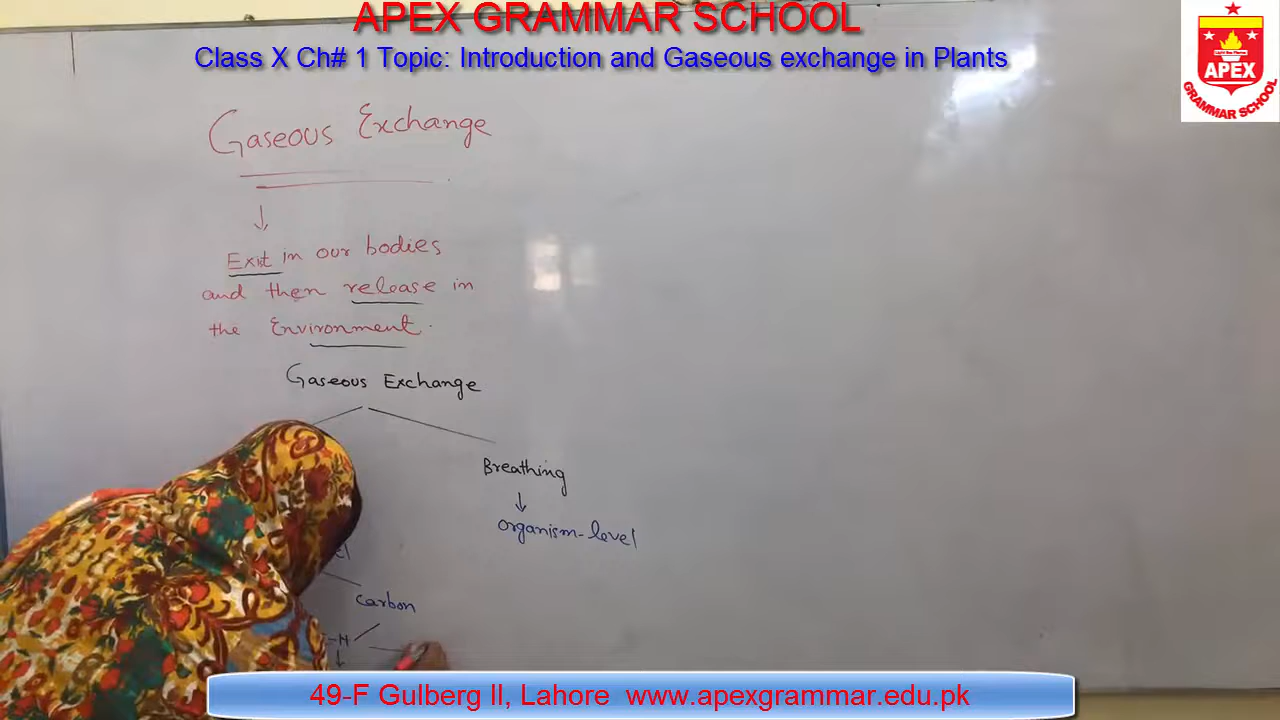 APEX GRAMMAR SCHOOL
Class X Ch# 1 Topic: Introduction and Gaseous exchange in Plants
APEX
GRAMMAR SCHOOL
Gaseous Exchange
Exit in our bodies
and then release in
the Environment.
Gaseous Exchange
Breathing
organism-level
Carbon
49-F Gulberg II, Lahore www.apexgrammar.edu.pk